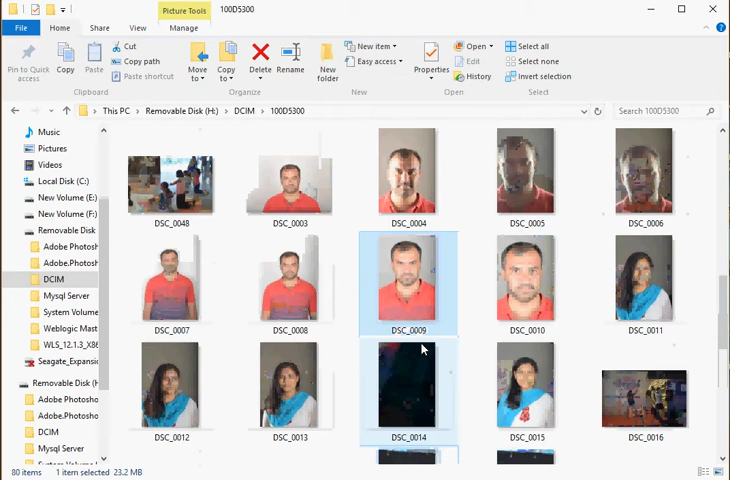 Picture Tools
100D5300
File
Home
Share
View
Manage
Pin to Quick access
Copy
Paste
Cut
Copy path
Paste shortcut
Clipboard
Move to
Copy to
Delete
Rename
Organize
New folder
New item
Easy access
New
Properties
Open
Edit
History
Open
Select all
Select none
Invert selection
Select
This PC > Removable Disk (H:) > DCIM > 100D5300
Search 100D5300
Music
Pictures
Videos
Local Disk (C:)
New Volume (E:)
New Volume (F:)
Removable Disk
Adobe Photosh
Adobe.Photosh
DCIM
Mysql Server
System Volume
Weblogic Mast
WLS_12.1.3_X86
Seagate_Expansi
Removable Disk (H
Adobe Photosh
Adobe.Photosh
DCIM
Mysql Server
DSC_0048
DSC_0003
DSC_0004
DSC_0005
DSC_0006
DSC_0007
DSC_0008
DSC_0009
DSC_0010
DSC_0011
DSC_0012
DSC_0013
DSC_0014
DSC_0015
DSC_0016
80 items
1 item selected 23.2 MB